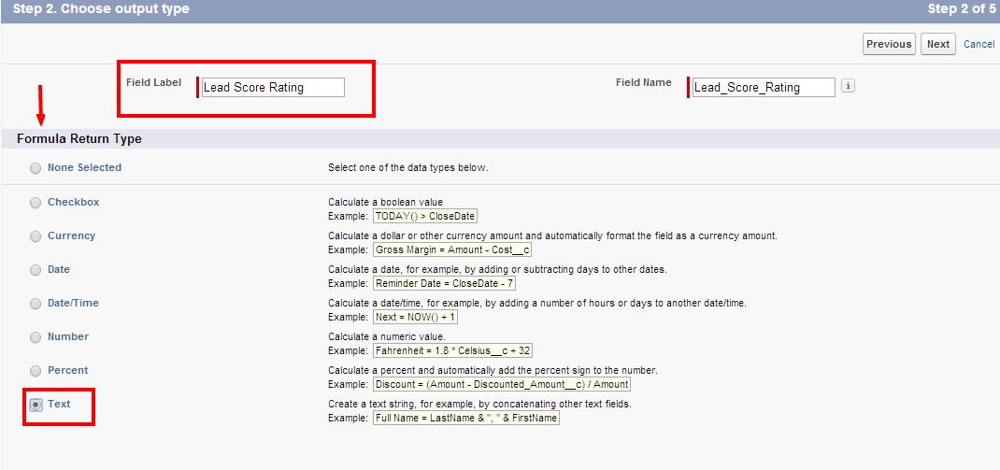 Step 2. Choose output type Step 2 of 5
Previous Next Cancel
Field Label Lead Score Rating Field Name Lead_Score_Rating i
Formula Return Type
None Selected Select one of the data types below.
Checkbox Calculate a boolean value
Example: TODAY() > CloseDate
Currency Calculate a dollar or other currency amount and automatically format the field as a currency amount.
Example: Gross Margin = Amount - Cost__c
Date Calculate a date, for example, by adding or subtracting days to other dates.
Example: Reminder Date = CloseDate - 7
Date/Time Calculate a date/time, for example, by adding a number of hours or days to another date/time.
Example: Next = NOW() + 1
Number Calculate a numeric value.
Example: Fahrenheit = 1.8 * Celsius__c + 32
Percent Calculate a percent and automatically add the percent sign to the number.
Example: Discount = (Amount - Discounted_Amount__c) / Amount
Text Create a text string, for example, by concatenating other text fields.
Example: Full Name = LastName & ", " & FirstName